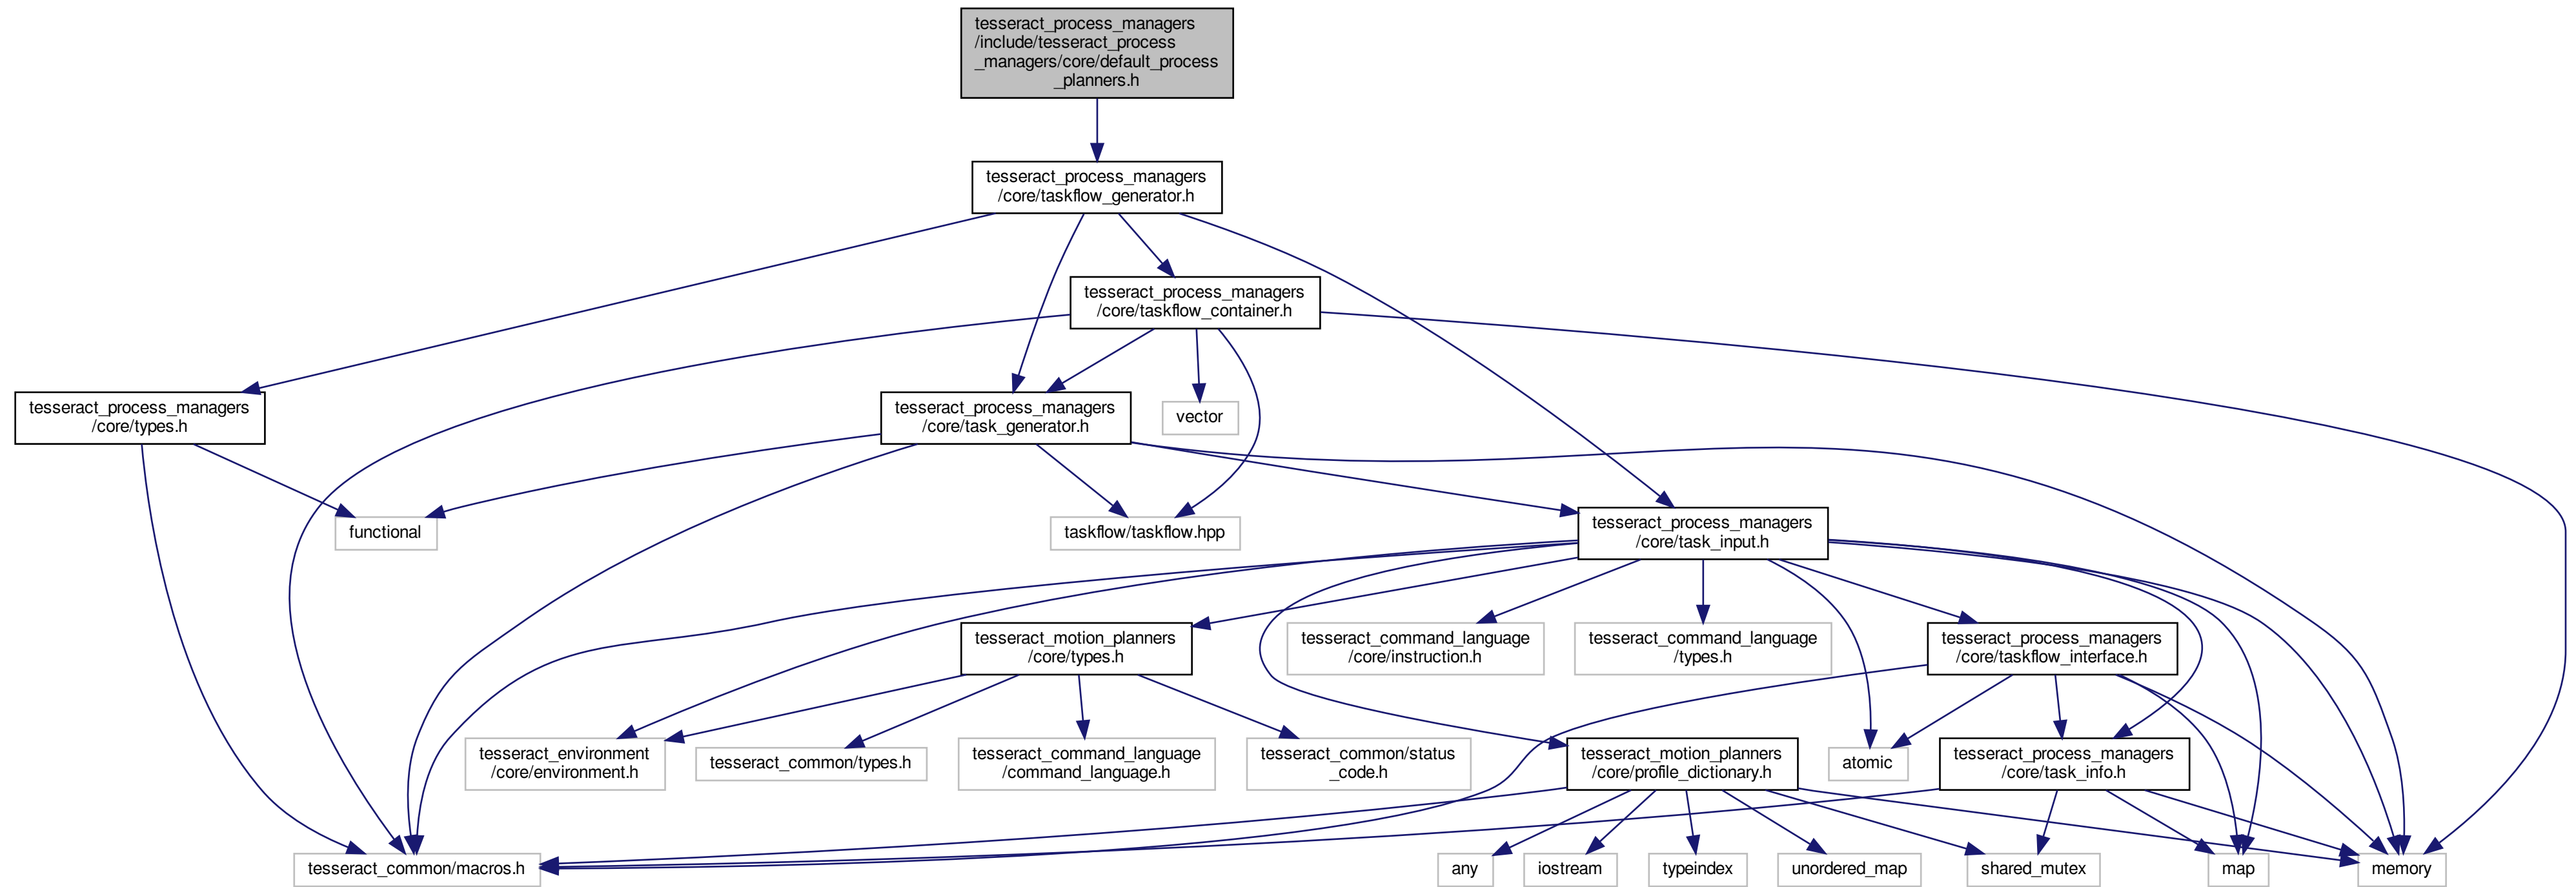 tesseract_process_managers
/include/tesseract_process
_managers/core/default_process
_planners.h
tesseract_process_managers
/core/taskflow_generator.h
tesseract_process_managers
/core/taskflow_container.h
tesseract_process_managers
/core/types.h
tesseract_process_managers
/core/task_generator.h
vector
functional
taskflow/taskflow.hpp
tesseract_process_managers
/core/task_input.h
tesseract_motion_planners
/core/types.h
tesseract_command_language
/core/instruction.h
tesseract_command_language
/types.h
tesseract_process_managers
/core/taskflow_interface.h
tesseract_environment
/core/environment.h
tesseract_common/types.h
tesseract_command_language
/command_language.h
tesseract_common/status
_code.h
tesseract_motion_planners
/core/profile_dictionary.h
atomic
tesseract_process_managers
/core/task_info.h
tesseract_common/macros.h
any
iostream
typeindex
unordered_map
shared_mutex
map
memory